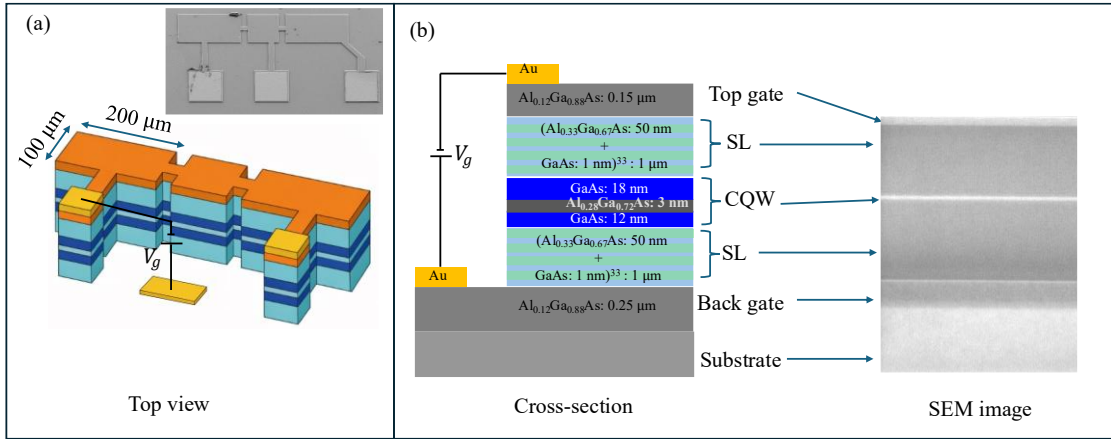 (a)
200 μm
100 μm
V_g
Top view
(b)
Au
Al₀.₁₂Ga₀.₈₈As: 0.15 μm
(Al₀.₃₃Ga₀.₆₇As: 50 nm
+
GaAs: 1 nm)³³ : 1 μm
V_g
GaAs: 18 nm
Al₀.₂₈Ga₀.₇₂As: 3 nm
GaAs: 12 nm
(Al₀.₃₃Ga₀.₆₇As: 50 nm
+
GaAs: 1 nm)³³ : 1 μm
Au
Al₀.₁₂Ga₀.₈₈As: 0.25 μm
Top gate
SL
CQW
SL
Back gate
Substrate
Cross-section
SEM image